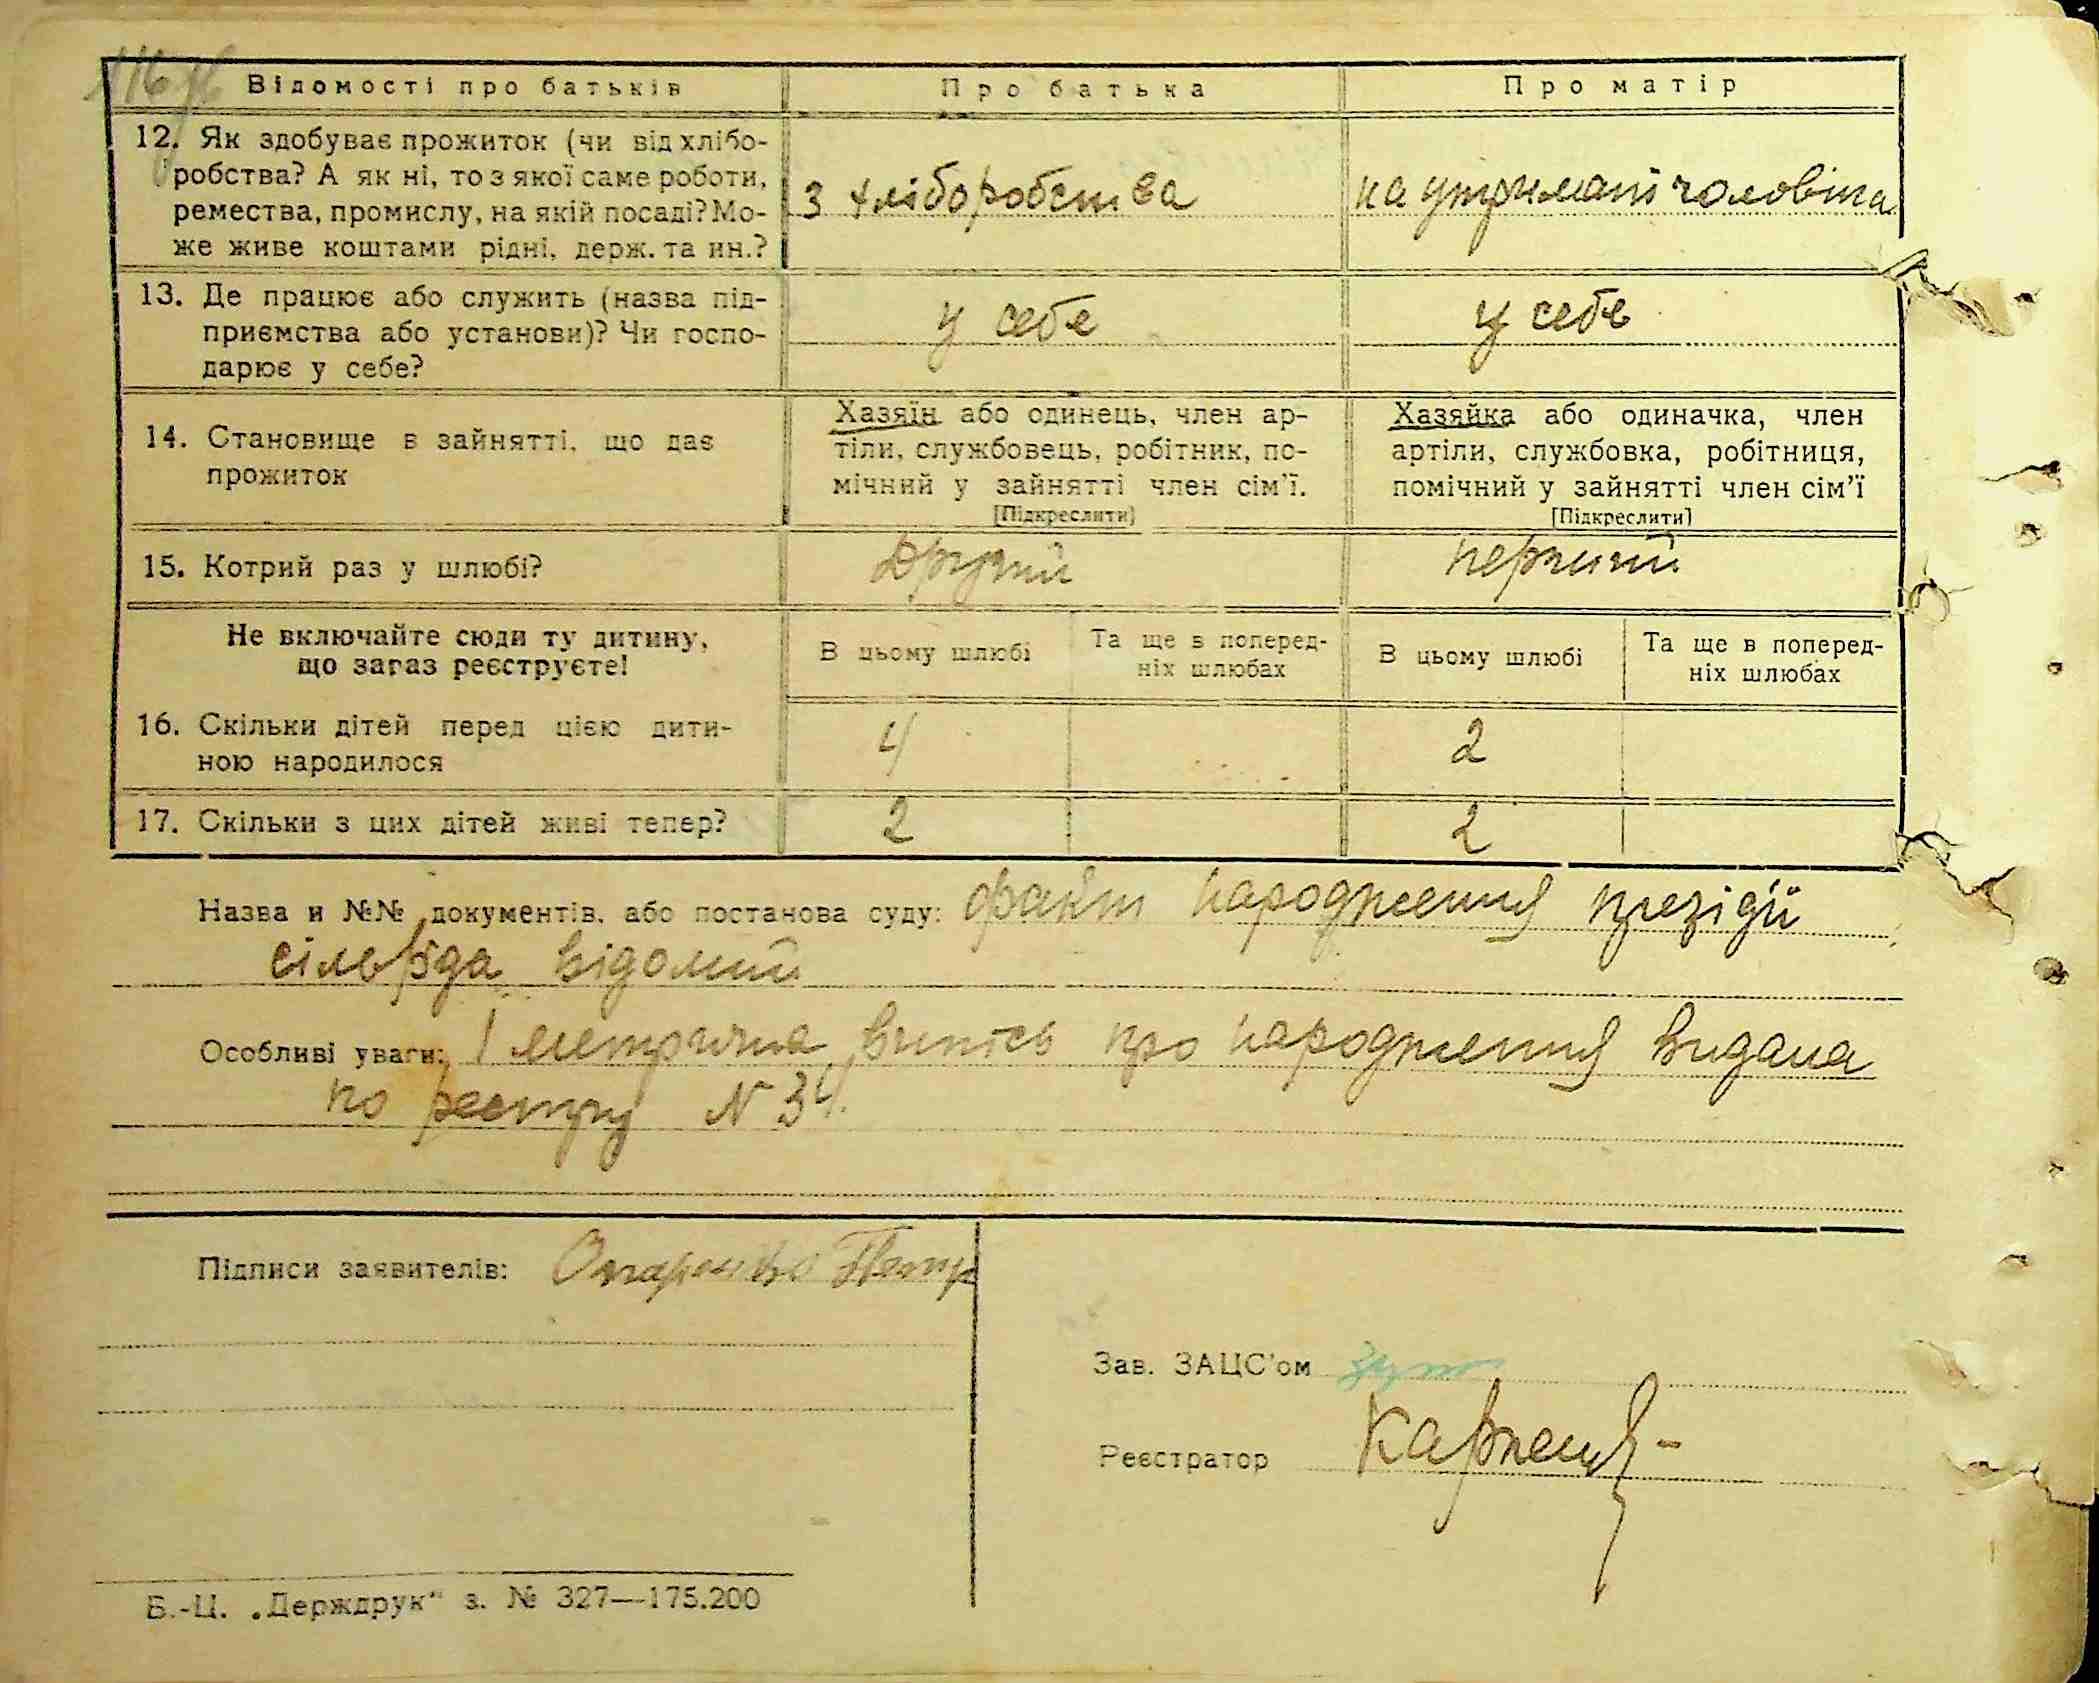 116
Відомості про батьків
Про батька
Про матір
12. Як здобуває прожиток (чи від хлібо-
робства? А як ні, то з якої саме роботи,
ремества, промислу, на якій посаді? Мо-
же живе коштами рідні, держ. та ин.?
з хліборобства
на утримані чоловіка
13. Де працює або служить (назва під-
приємства або установи)? Чи госпо-
дарює у себе?
у себе
у себе
14. Становище в зайнятті, що дає
прожиток
Хазяїн або одинець, член ар-
тіли, службовець, робітник, по-
мічний у зайнятті член сім'ї.
[Підкреслити]
Хазяйка або одиначка, член
артіли, службовка, робітниця,
помічний у зайнятті член сім'ї
[Підкреслити]
15. Котрий раз у шлюбі?
Другий
перший
Не включайте сюди ту дитину,
що зараз реєструєте!
В цьому шлюбі
Та ще в поперед-
ніх шлюбах
В цьому шлюбі
Та ще в поперед-
ніх шлюбах
16. Скільки дітей перед цією дити-
ною народилося
4
2
17. Скільки з цих дітей живі тепер?
2
2
Назва и №№ документів, або постанова суду: факт народження презідії
сільрада відомий
Особливі уваги: І метрична випись про народження видана
по реєстру N 34.
Підписи заявителів: Петр
Зав. ЗАЦС'ом
Реєстратор
Б.-Ц. „Держдрук" з. № 327—175.200